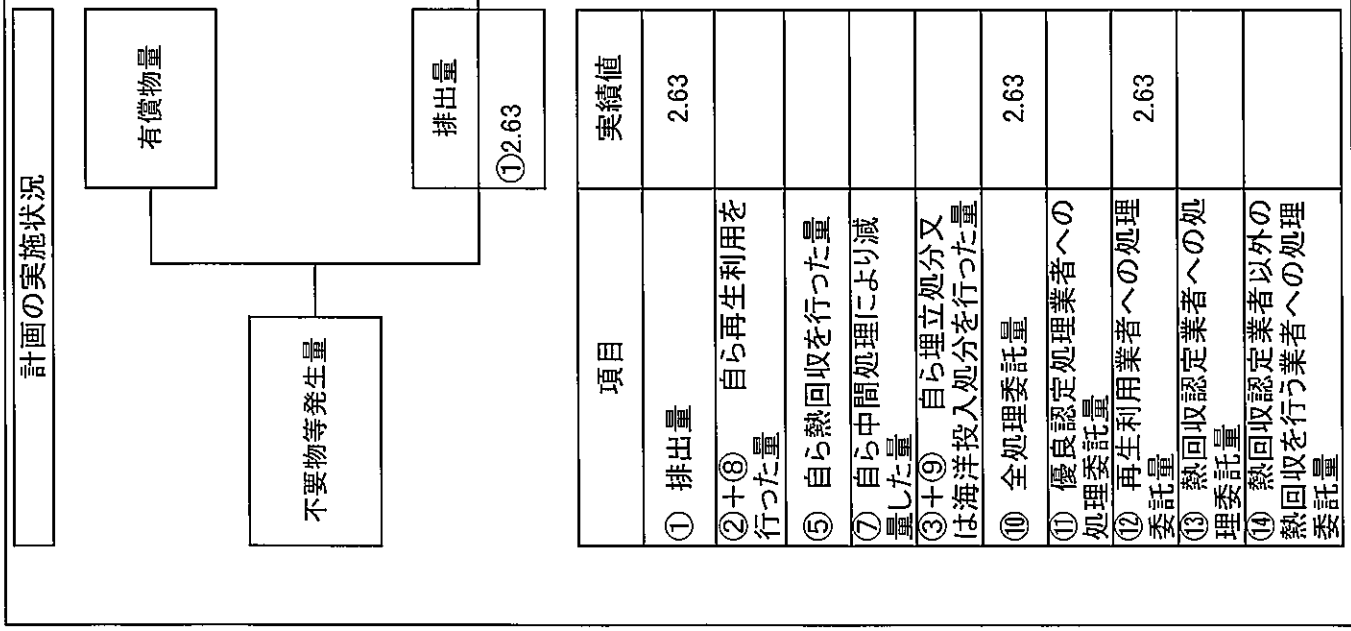 計画の実施状況
有償物量
不要物等発生量
排出量
①2.63
項目
実績値
① 排出量
2.63
②+⑧ 自ら再生利用を
行った量
⑤ 自ら熱回収を行った量
⑦ 自ら中間処理により減
量した量
③+⑨ 自ら埋立処分又
は海洋投入処分を行った量
⑩ 全処理委託量
2.63
⑪ 優良認定処理業者への
処理委託量
⑫ 再生利用業者への処理
委託量
2.63
⑬ 熱回収認定業者への処
理委託量
⑭ 熱回収認定業者以外の
熱回収を行う業者への処理
委託量